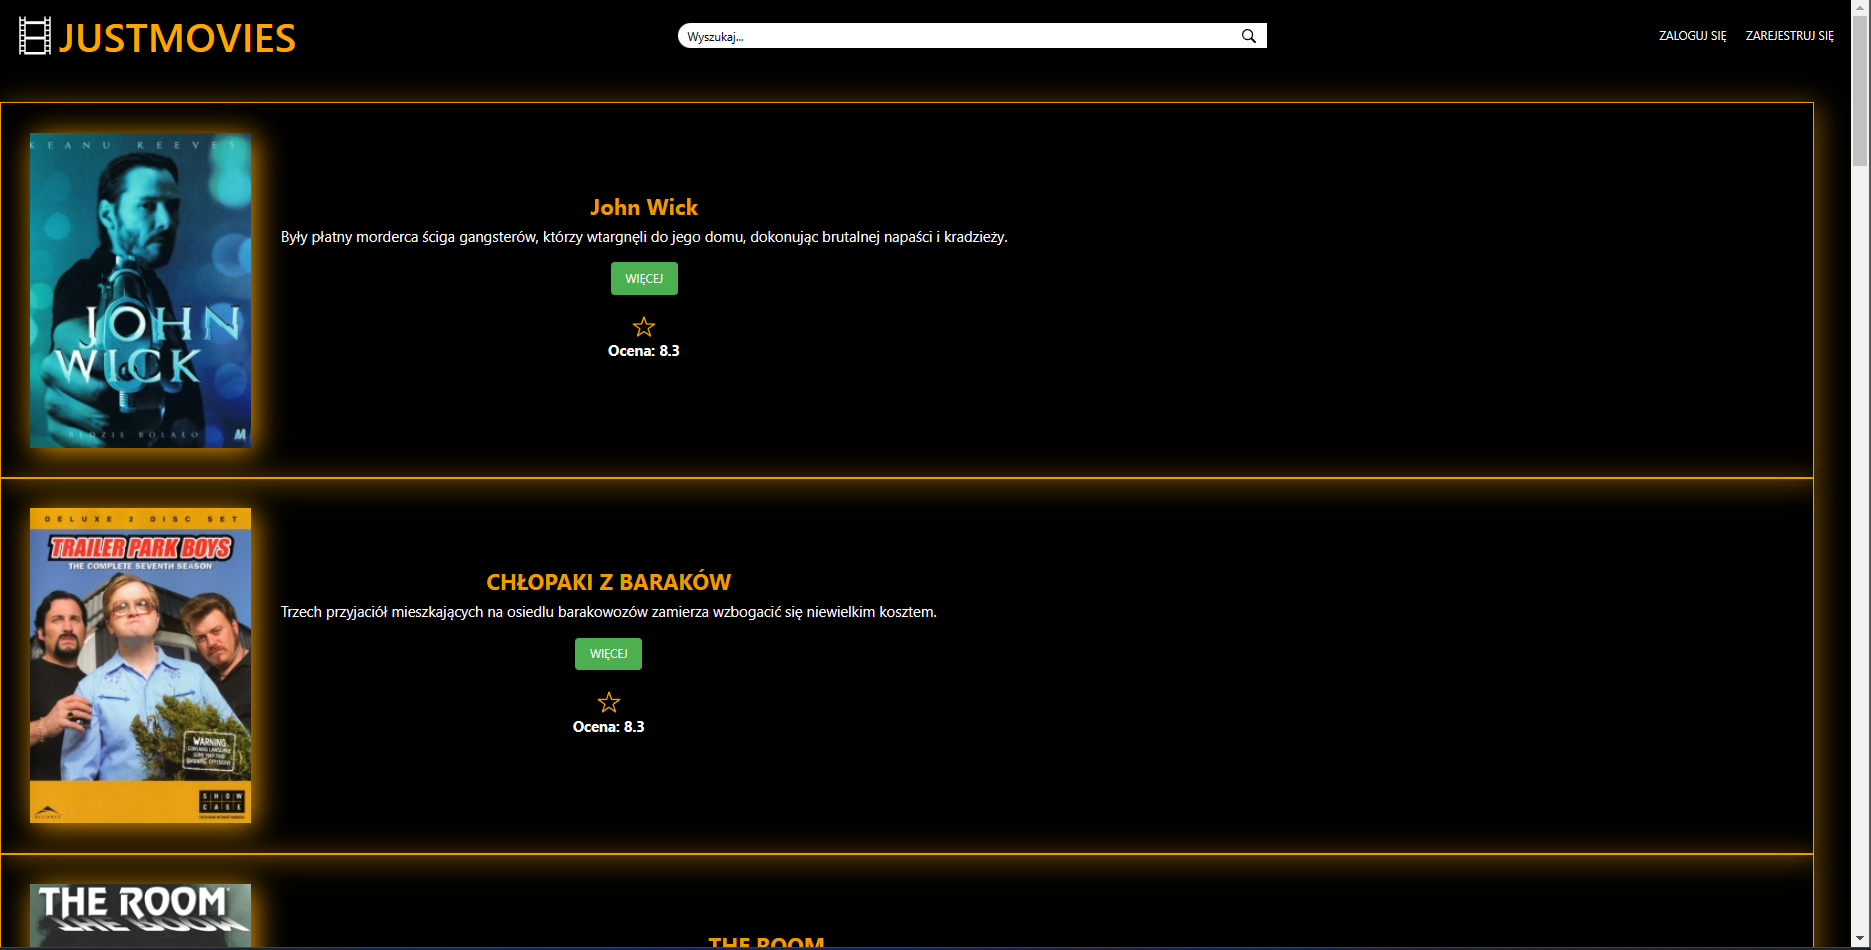 JUSTMOVIES
Wyszukaj...
ZALOGUJ SIĘ
ZAREJESTRUJ SIĘ
KEANU REEVES
JOHN
WICK
BĘDZIE BOLAŁO
John Wick
Były płatny morderca ściga gangsterów, którzy wtargnęli do jego domu, dokonując brutalnej napaści i kradzieży.
WIĘCEJ
Ocena: 8.3
DELUXE 2 DISC SET
TRAILER PARK BOYS
THE COMPLETE SEVENTH SEASON
WARNING
SHOW
CASE
ALLIANCE
CHŁOPAKI Z BARAKÓW
Trzech przyjaciół mieszkających na osiedlu barakowozów zamierza wzbogacić się niewielkim kosztem.
WIĘCEJ
Ocena: 8.3
THE ROOM
THE ROOM